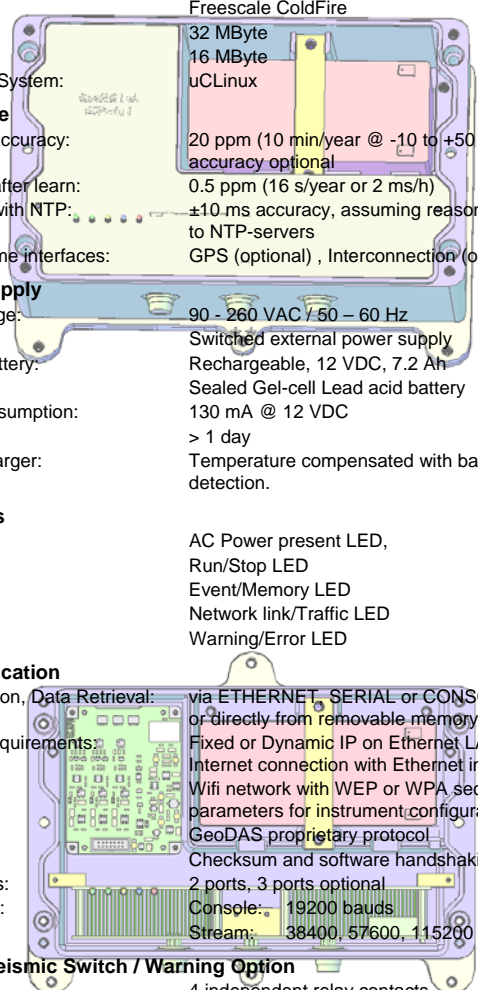 Freescale ColdFire
32 MByte
16 MByte
System: uCLinux
e
ccuracy: 20 ppm (10 min/year @ -10 to +50
accuracy optional
after learn: 0.5 ppm (16 s/year or 2 ms/h)
with NTP: ±10 ms accuracy, assuming reason
to NTP-servers
me interfaces: GPS (optional) , Interconnection (o
pply
ge: 90 - 260 VAC / 50 – 60 Hz
Switched external power supply
ttery: Rechargeable, 12 VDC, 7.2 Ah
Sealed Gel-cell Lead acid battery
sumption: 130 mA @ 12 VDC
> 1 day
arger: Temperature compensated with ba
detection.
s
AC Power present LED,
Run/Stop LED
Event/Memory LED
Network link/Traffic LED
Warning/Error LED
cation
on, Data Retrieval: via ETHERNET, SERIAL or CONSO
or directly from removable memory
quirements: Fixed or Dynamic IP on Ethernet LA
Internet connection with Ethernet in
Wifi network with WEP or WPA sec
parameters for instrument configura
GeoDAS proprietary protocol
Checksum and software handshaki
s: 2 ports, 3 ports optional
: Console: 19200 bauds
Stream: 38400, 57600, 115200
eismic Switch / Warning Option
4 independent relay contacts